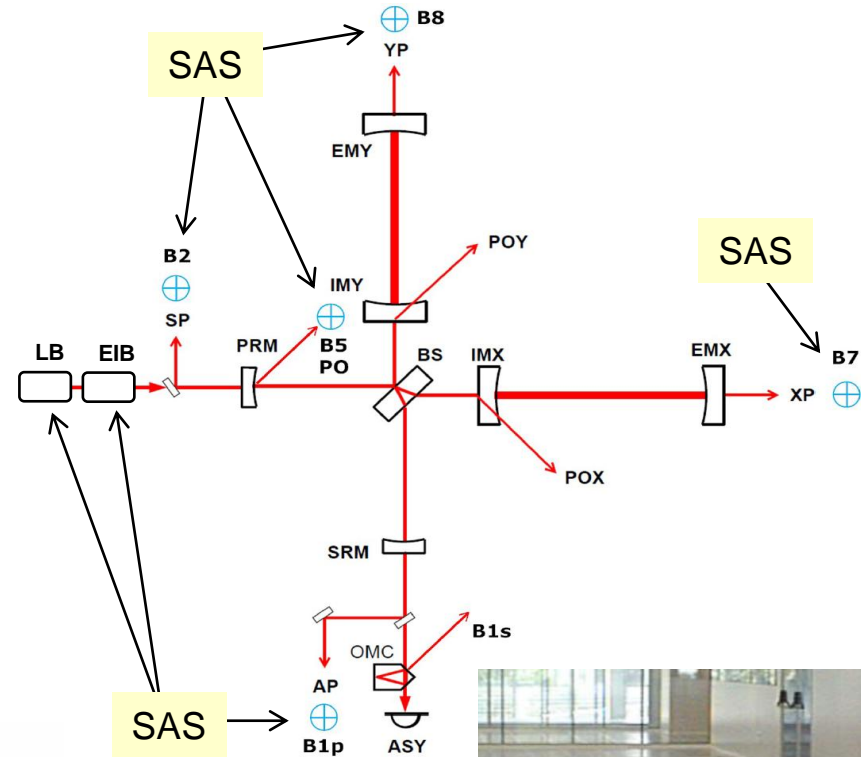 B8
SAS
YP
EMY
POY
SAS
B2
IMY
SP
PRM
B5
PO
BS
IMX
EMX
B7
LB
EIB
XP
POX
SRM
B1s
OMC
AP
SAS
B1p
ASY